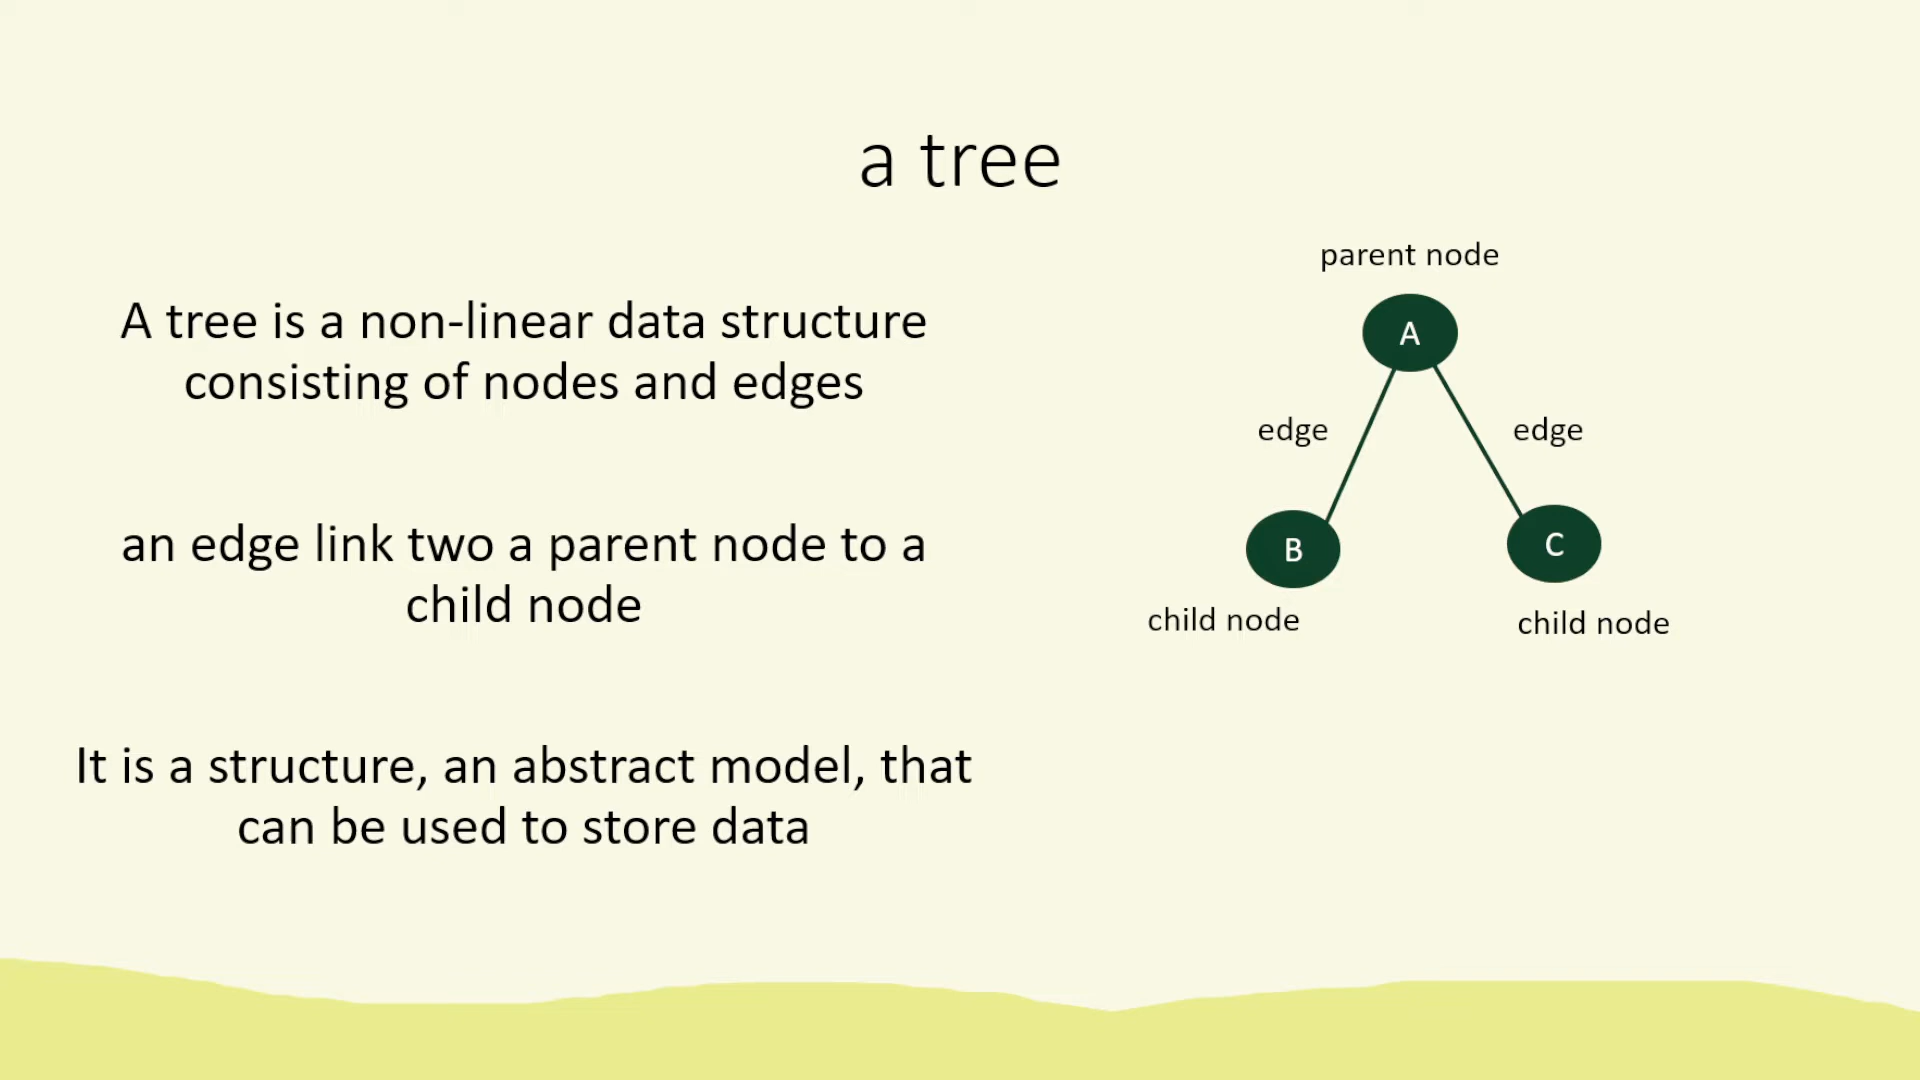 a tree
A tree is a non-linear data structure
consisting of nodes and edges
an edge link two a parent node to a
child node
It is a structure, an abstract model, that
can be used to store data
parent node
A
edge
edge
B
C
child node
child node